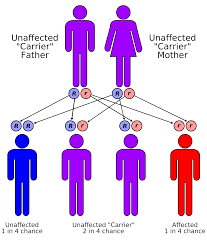 Unaffected
"Carrier"
Father
Unaffected
"Carrier"
Mother
R r R r
R R R r R r r r
Unaffected
1 in 4 chance
Unaffected "Carrier"
2 in 4 chance
Affected
1 in 4 chance